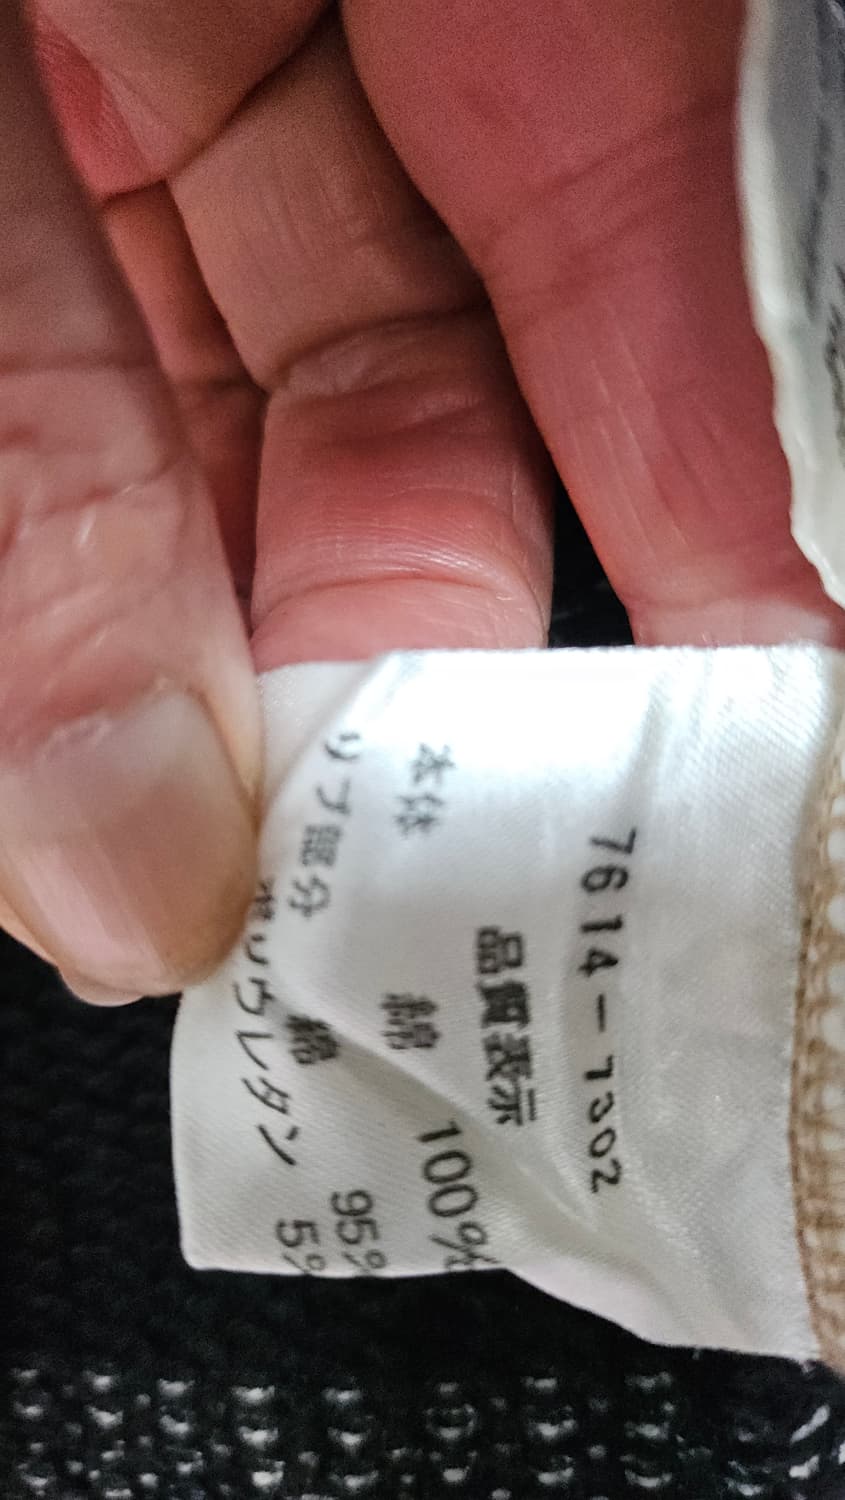 7614-7302
品質表示
本体 綿 100%
リブ部分 綿 95%
ポリウレタン 5%